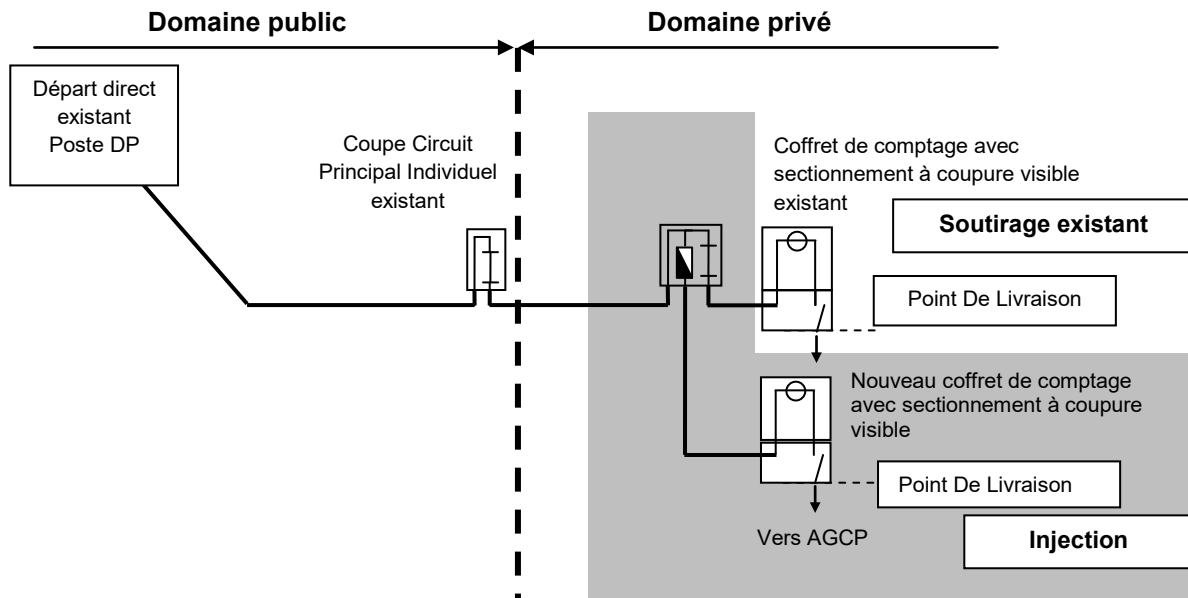 Domaine public
Domaine privé
Départ direct
existant
Poste DP
Coupe Circuit
Principal Individuel
existant
Coffret de comptage avec
sectionnement à coupure visible
existant
Soutirage existant
Point De Livraison
Nouveau coffret de comptage
avec sectionnement à coupure
visible
Point De Livraison
Vers AGCP
Injection